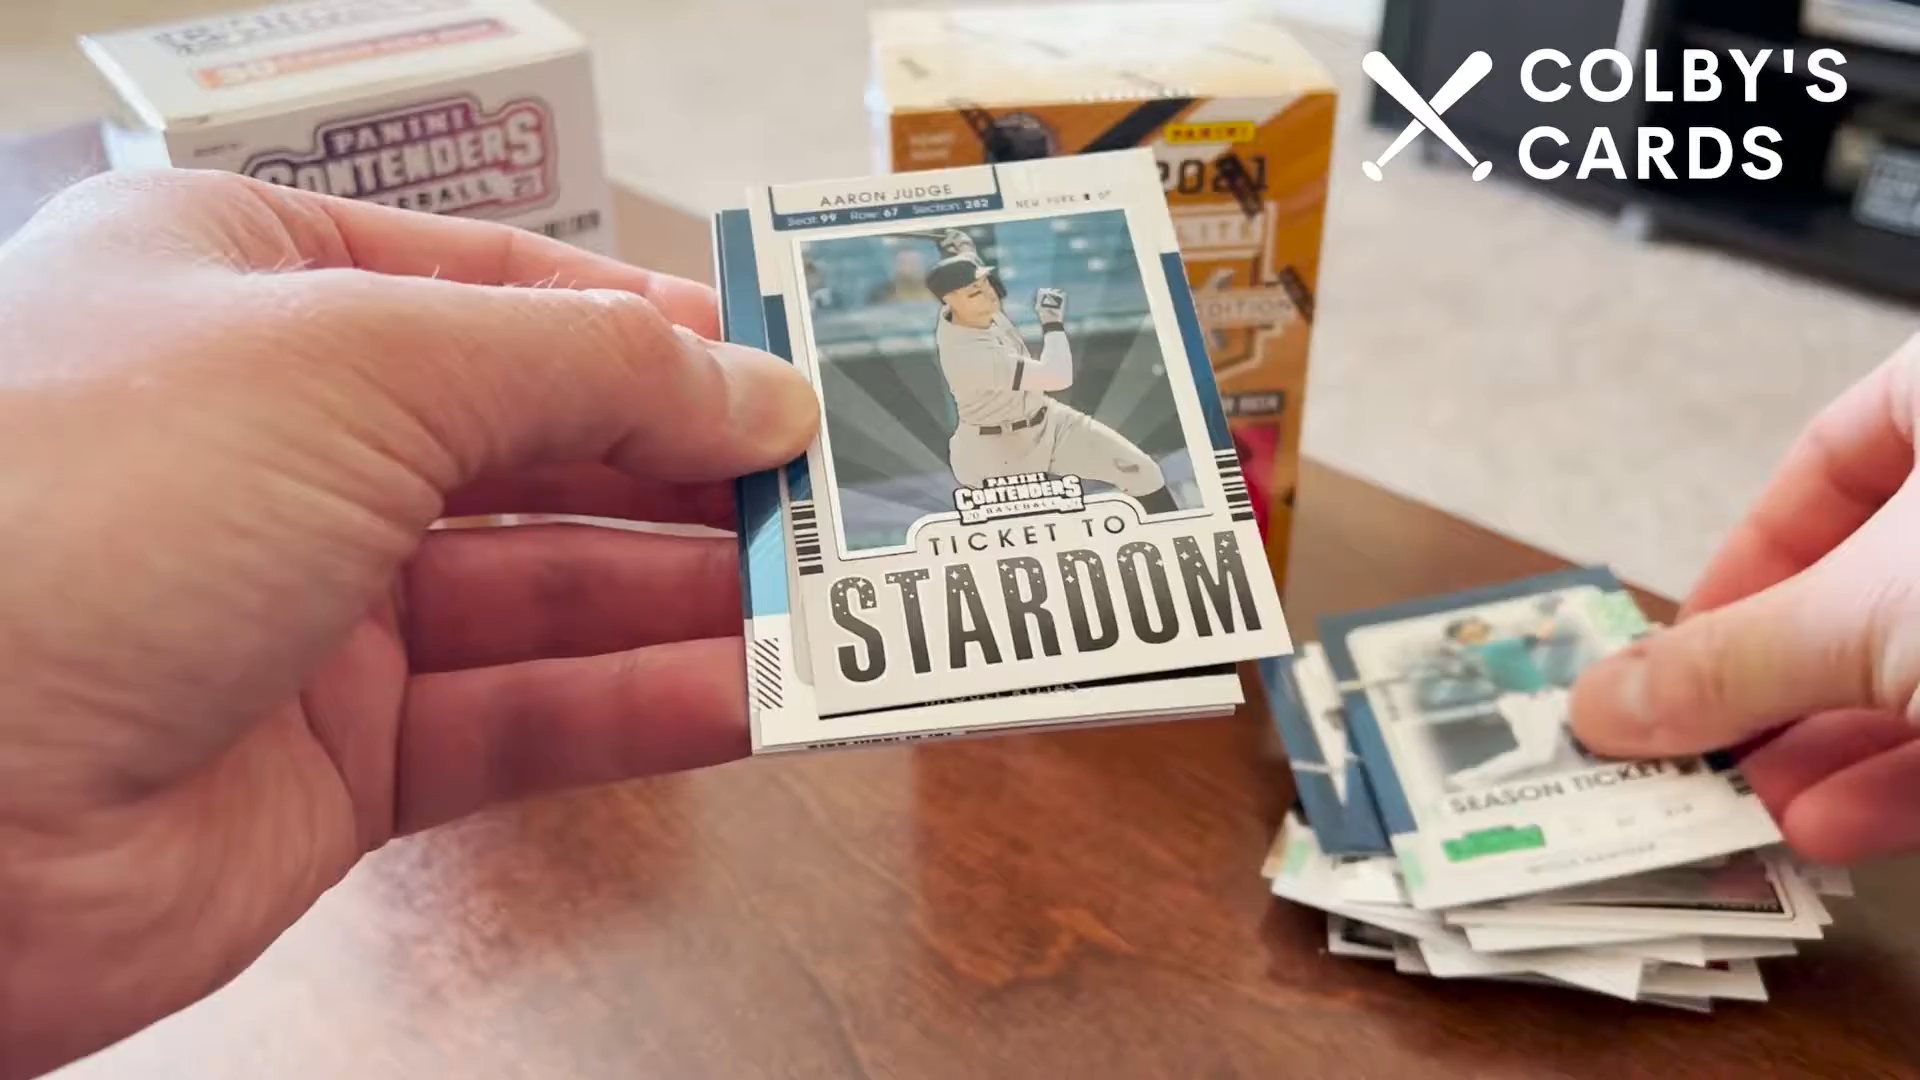 COLBY'S
CARDS
PANINI
CONTENDERS
PANINI
2021
EDITION
AARON JUDGE
Seat: 99 Row: 67 Section: 282
NEW YORK
PANINI
CONTENDERS
BASEBALL
TICKET TO
STARDOM
SEASON TICKET